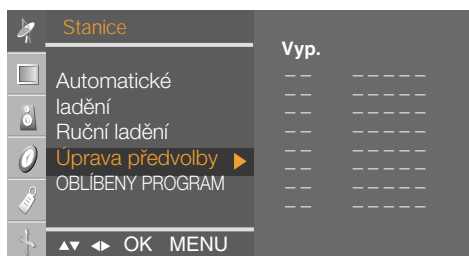 Stanice
Automatické
ladění
Ruční ladění
Úprava předvolby ▶
OBLÍBENY PROGRAM
▲▼ ◀▶ OK MENU
Vyp.
–– –––––
–– –––––
–– –––––
–– –––––
–– –––––
–– –––––
–– –––––
–– –––––